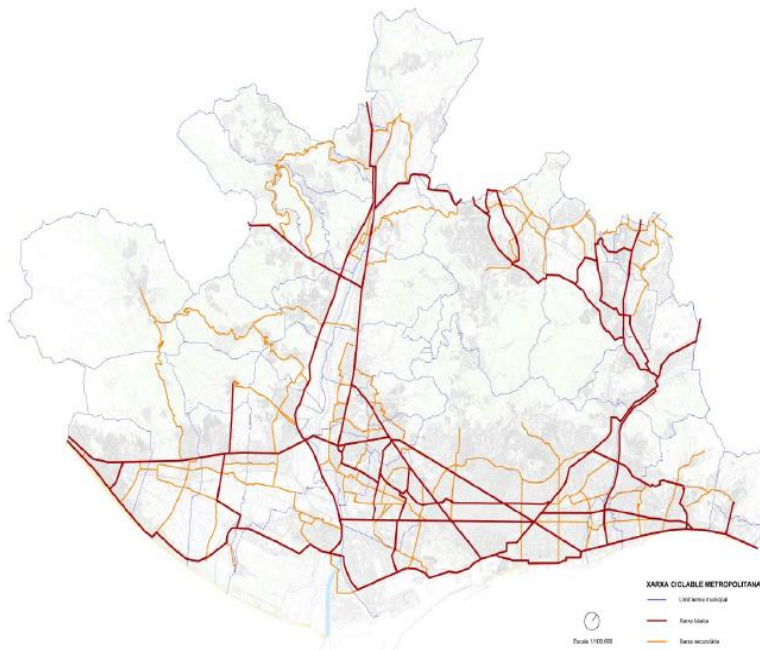 XARXA CICLABLE METROPOLITANA
Límit terme municipal
Xarxa bàsica
Xarxa secundària
Escala 1/100.000